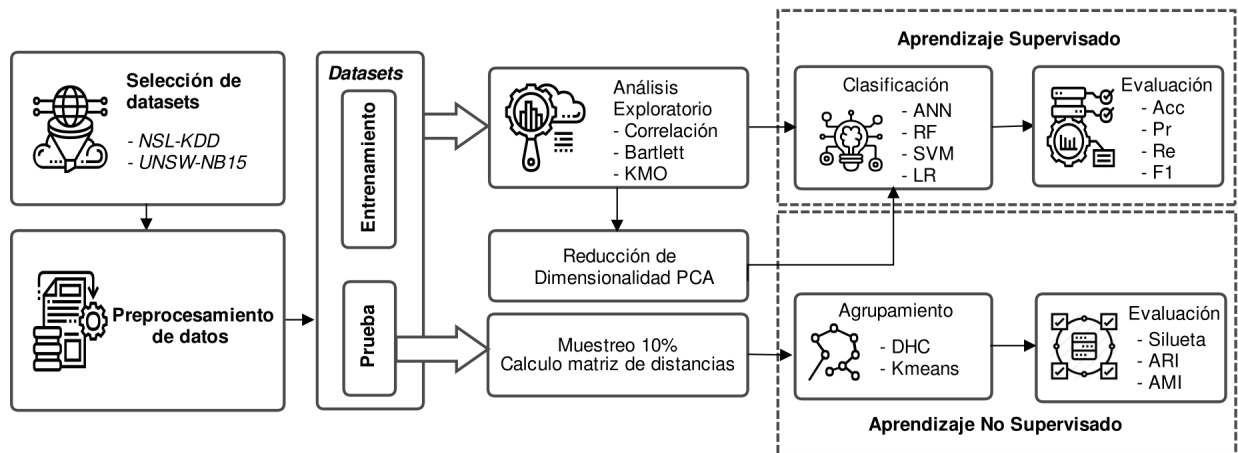 Selección de
datasets
- NSL-KDD
- UNSW-NB15
Preprocesamiento
de datos
Datasets
Entrenamiento
Prueba
Análisis
Exploratorio
- Correlación
- Bartlett
- KMO
Reducción de
Dimensionalidad PCA
Muestreo 10%
Calculo matriz de distancias
Aprendizaje Supervisado
Clasificación
- ANN
- RF
- SVM
- LR
Evaluación
- Acc
- Pr
- Re
- F1
Agrupamiento
- DHC
- Kmeans
Evaluación
- Silueta
- ARI
- AMI
Aprendizaje No Supervisado